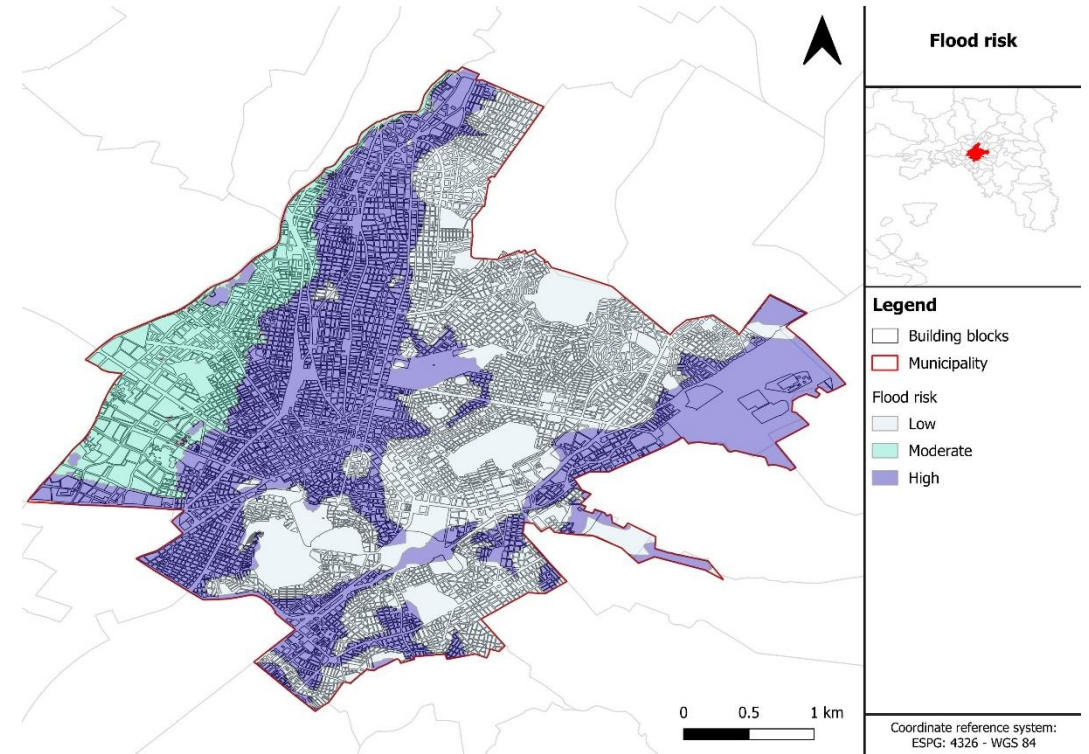 Flood risk
Legend
Building blocks
Municipality
Flood risk
Low
Moderate
High
0 0.5 1 km
Coordinate reference system:
ESPG: 4326 - WGS 84